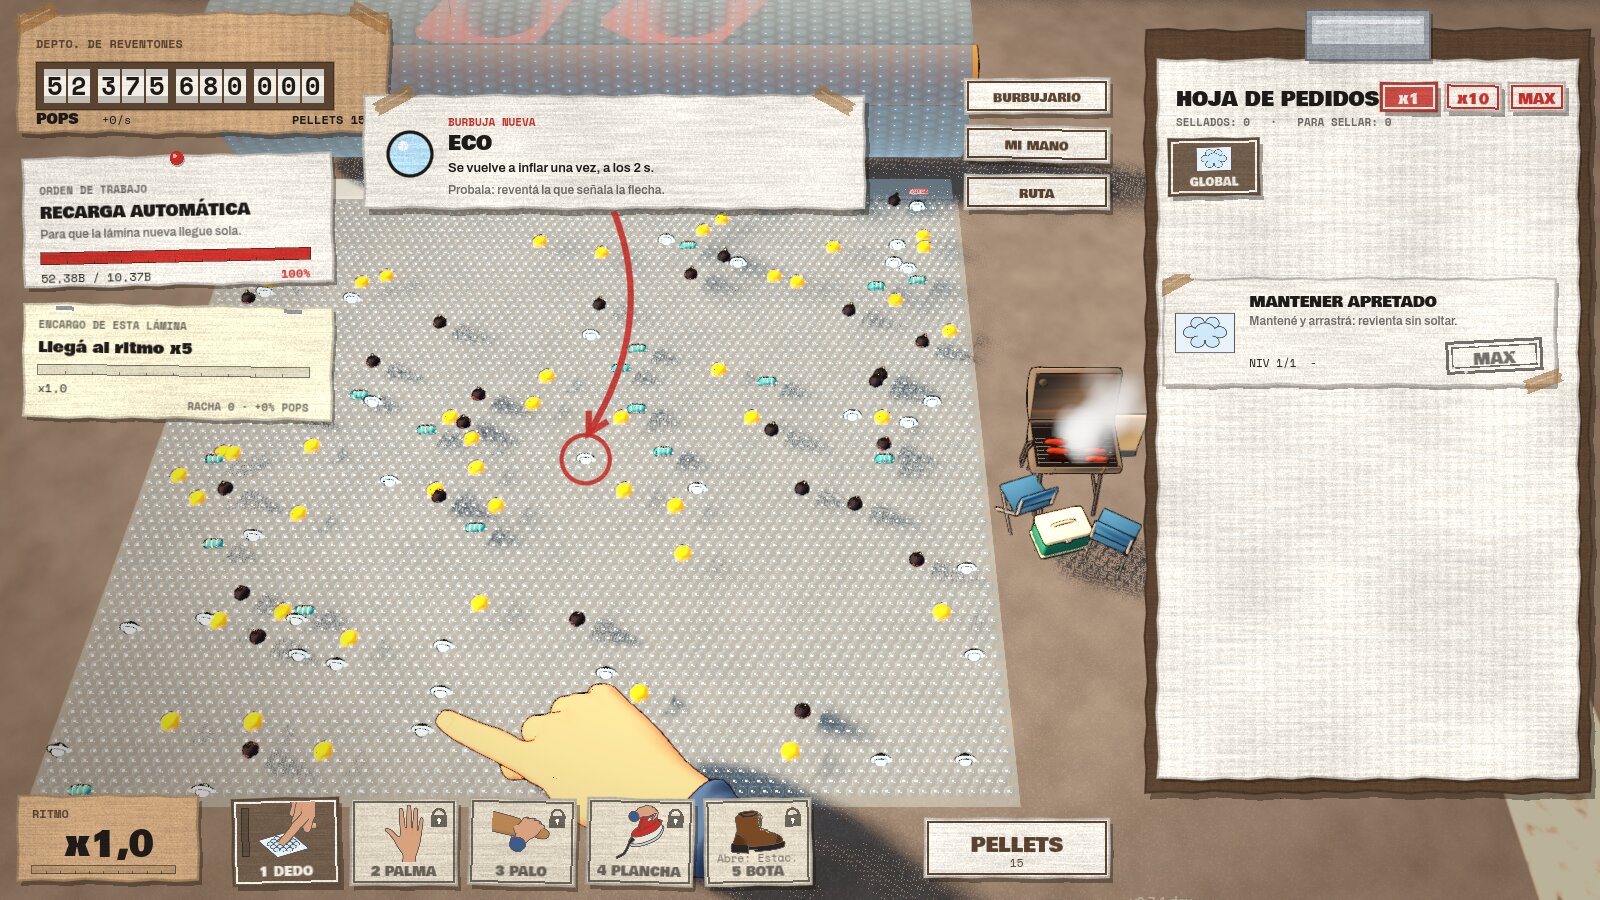 DEPTO. DE REVENTONES
52 375 680 000
POPS +0/s PELLETS 15
BURBUJA NUEVA
ECO
Se vuelve a inflar una vez, a los 2 s.
Probala: reventá la que señala la flecha.
ORDEN DE TRABAJO
RECARGA AUTOMÁTICA
Para que la lámina nueva llegue sola.
52.38B / 10.37B 100%
ENCARGO DE ESTA LÁMINA
Llegá al ritmo x5
x1.0
RACHA 0 · +0% POPS
BURBUJARIO
MI MANO
RUTA
HOJA DE PEDIDOS x1 x10 MAX
SELLADOS: 0 · PARA SELLAR: 0
GLOBAL
MANTENER APRETADO
Mantené y arrastrá: revienta sin soltar.
NIV 1/1 -
MAX
RITMO
x1,0
1 DEDO
2 PALMA
3 PALO
4 PLANCHA
Abre: Estac.
5 BOTA
PELLETS
15